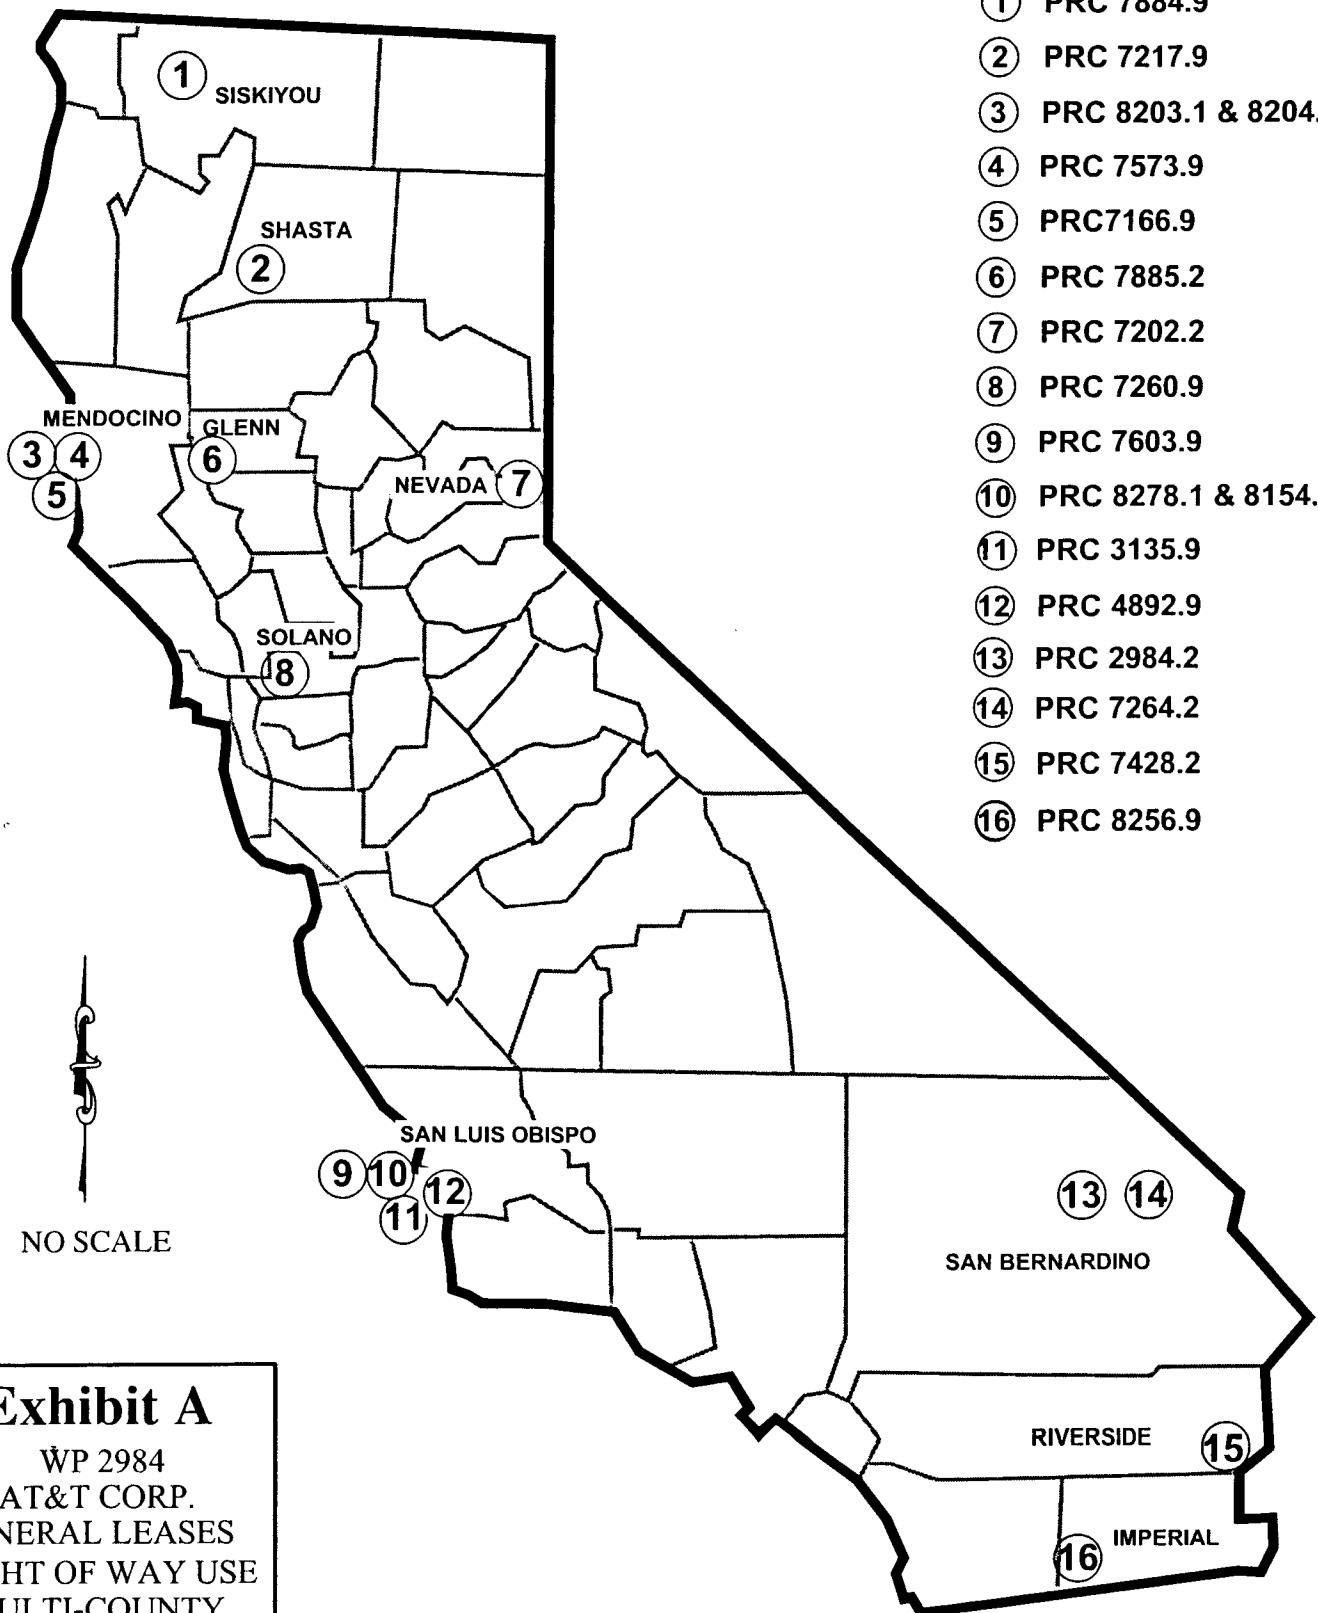 1 PRC 7884.9
2 PRC 7217.9
3 PRC 8203.1 & 8204.
4 PRC 7573.9
5 PRC7166.9
6 PRC 7885.2
7 PRC 7202.2
8 PRC 7260.9
9 PRC 7603.9
10 PRC 8278.1 & 8154.
11 PRC 3135.9
12 PRC 4892.9
13 PRC 2984.2
14 PRC 7264.2
15 PRC 7428.2
16 PRC 8256.9
1
SISKIYOU
SHASTA
2
MENDOCINO
GLENN
3 4
6
5
NEVADA 7
SOLANO
8
SAN LUIS OBISPO
9 10
12
11
13 14
SAN BERNARDINO
RIVERSIDE
15
IMPERIAL
16
NO SCALE
Exhibit A
WP 2984
AT&T CORP.
NERAL LEASES
HT OF WAY USE
ULTI-COUNTY